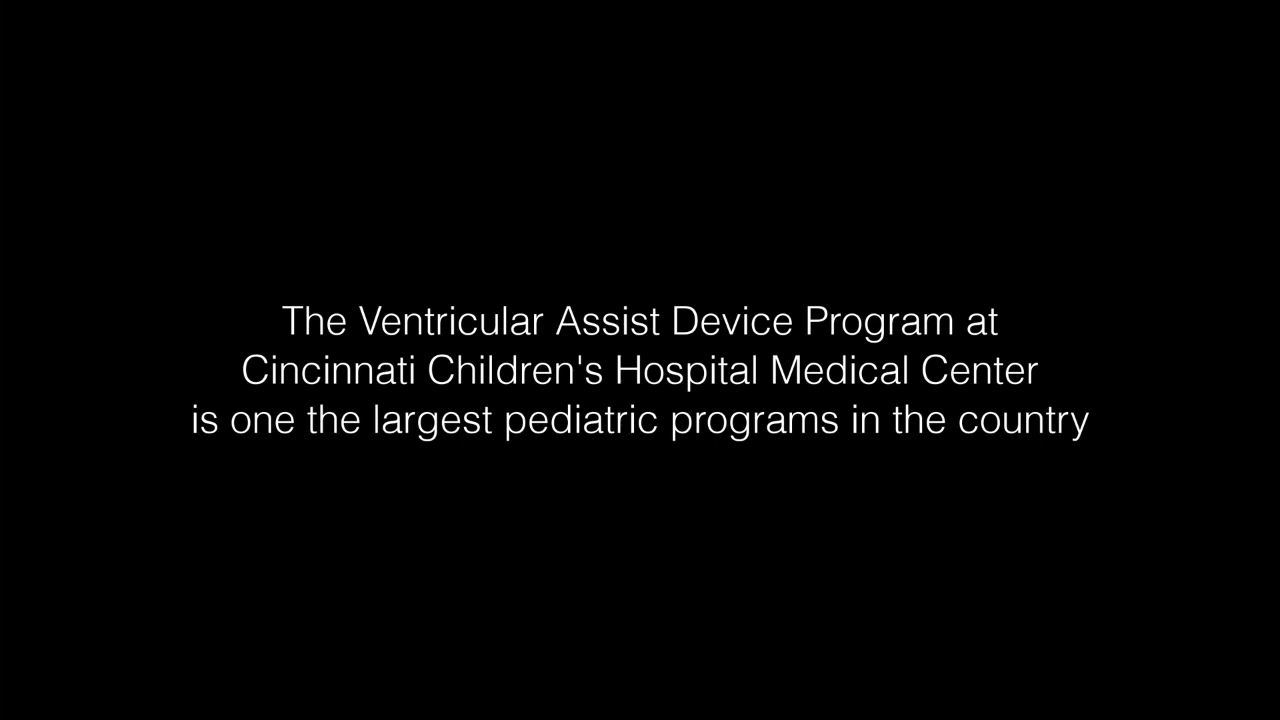 The Ventricular Assist Device Program at
Cincinnati Children's Hospital Medical Center
is one the largest pediatric programs in the country